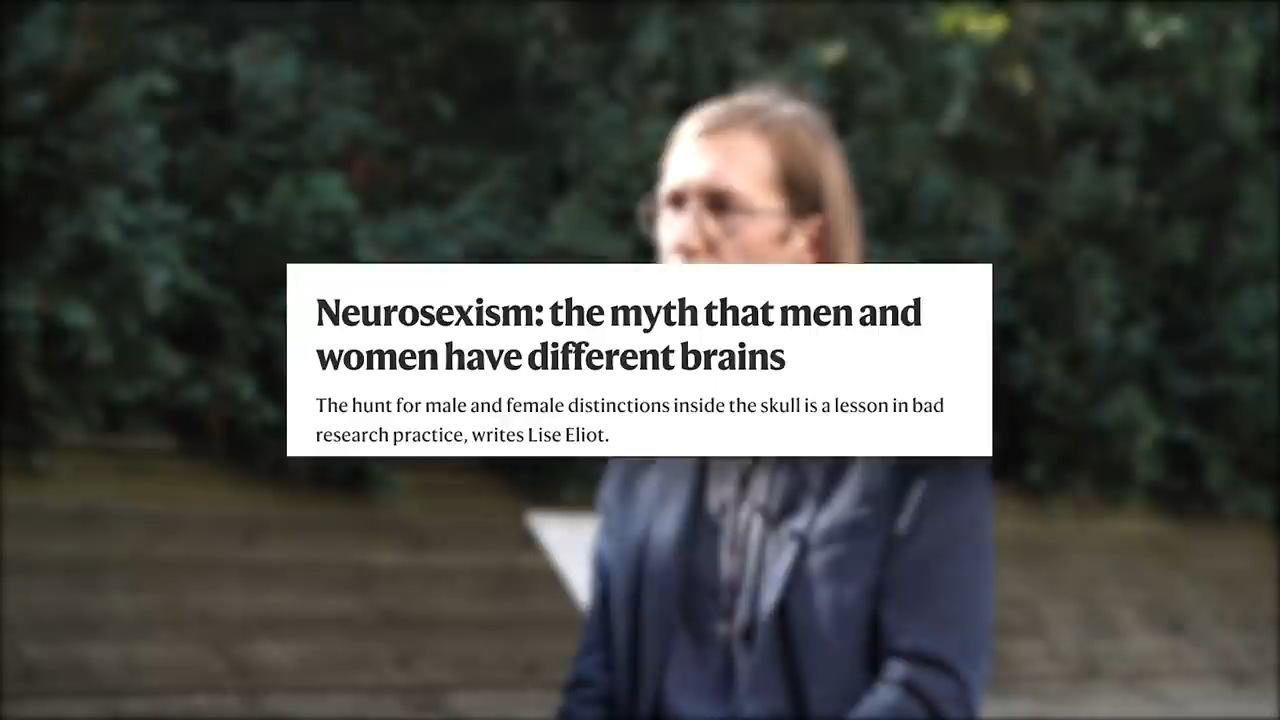 Neurosexism: the myth that men and
women have different brains
The hunt for male and female distinctions inside the skull is a lesson in bad
research practice, writes Lise Eliot.